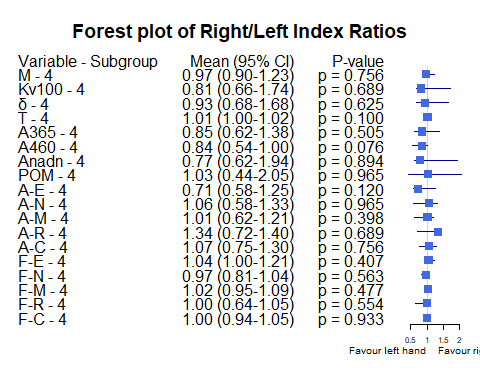 Forest plot of Right/Left Index Ratios
Variable - Subgroup Mean (95% CI) P-value
M - 4 0.97 (0.90-1.23) p = 0.756
Kv100 - 4 0.81 (0.66-1.74) p = 0.689
δ - 4 0.93 (0.68-1.68) p = 0.625
T - 4 1.01 (1.00-1.02) p = 0.100
A365 - 4 0.85 (0.62-1.38) p = 0.505
A460 - 4 0.84 (0.54-1.00) p = 0.076
Anadn - 4 0.77 (0.62-1.94) p = 0.894
POM - 4 1.03 (0.44-2.05) p = 0.965
A-E - 4 0.71 (0.58-1.25) p = 0.120
A-N - 4 1.06 (0.58-1.33) p = 0.965
A-M - 4 1.01 (0.62-1.21) p = 0.398
A-R - 4 1.34 (0.72-1.40) p = 0.689
A-C - 4 1.07 (0.75-1.30) p = 0.756
F-E - 4 1.04 (1.00-1.21) p = 0.407
F-N - 4 0.97 (0.81-1.04) p = 0.563
F-M - 4 1.02 (0.95-1.09) p = 0.477
F-R - 4 1.00 (0.64-1.05) p = 0.554
F-C - 4 1.00 (0.94-1.05) p = 0.933
0.5 1 1.5 2
Favour left hand Favour ri